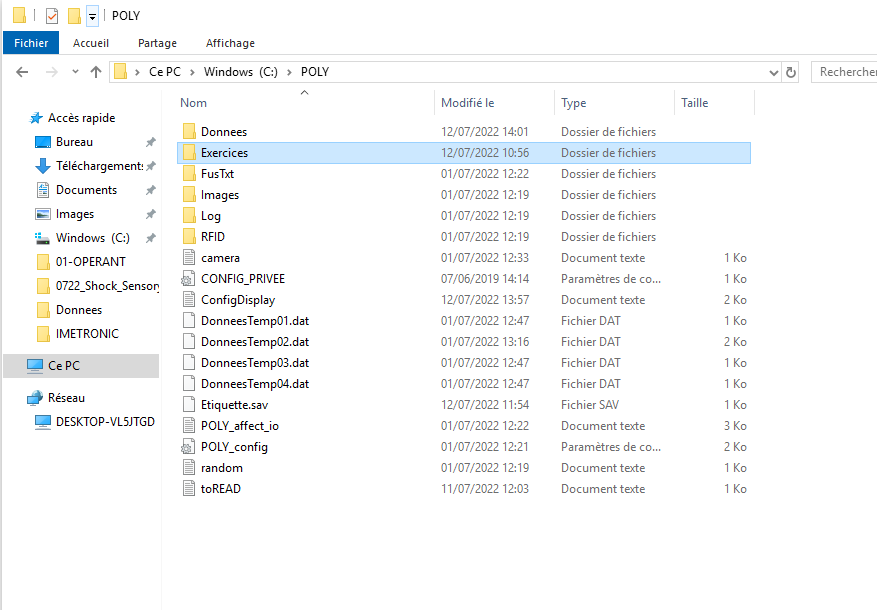 POLY
Fichier Accueil Partage Affichage
Ce PC Windows (C:) POLY Rechercher
Nom Modifié le Type Taille
Accès rapide
Bureau
Téléchargements
Documents
Images
Windows (C:)
01-OPERANT
0722_Shock_Sensory
Donnees
IMETRONIC
Ce PC
Réseau
DESKTOP-VL5JTGD
Donnees 12/07/2022 14:01 Dossier de fichiers
Exercices 12/07/2022 10:56 Dossier de fichiers
FusTxt 01/07/2022 12:22 Dossier de fichiers
Images 01/07/2022 12:19 Dossier de fichiers
Log 01/07/2022 12:19 Dossier de fichiers
RFID 01/07/2022 12:19 Dossier de fichiers
camera 01/07/2022 12:33 Document texte 1 Ko
CONFIG_PRIVEE 07/06/2019 14:14 Paramètres de co... 1 Ko
ConfigDisplay 12/07/2022 13:57 Document texte 2 Ko
DonneesTemp01.dat 01/07/2022 12:47 Fichier DAT 1 Ko
DonneesTemp02.dat 01/07/2022 13:16 Fichier DAT 2 Ko
DonneesTemp03.dat 01/07/2022 12:47 Fichier DAT 1 Ko
DonneesTemp04.dat 01/07/2022 12:47 Fichier DAT 1 Ko
Etiquette.sav 12/07/2022 11:54 Fichier SAV 1 Ko
POLY_affect_io 01/07/2022 12:22 Document texte 3 Ko
POLY_config 01/07/2022 12:21 Paramètres de co... 2 Ko
random 01/07/2022 12:19 Document texte 1 Ko
toREAD 11/07/2022 12:03 Document texte 1 Ko